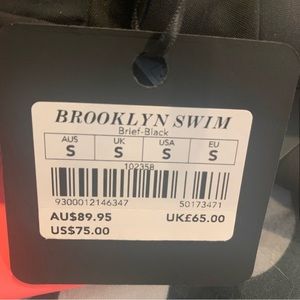 BROOKLYN SWIM
Brief-Black
AUS UK USA EU
S S S S
102358
9300012146347 50173471
AU$89.95 UK£65.00
US$75.00